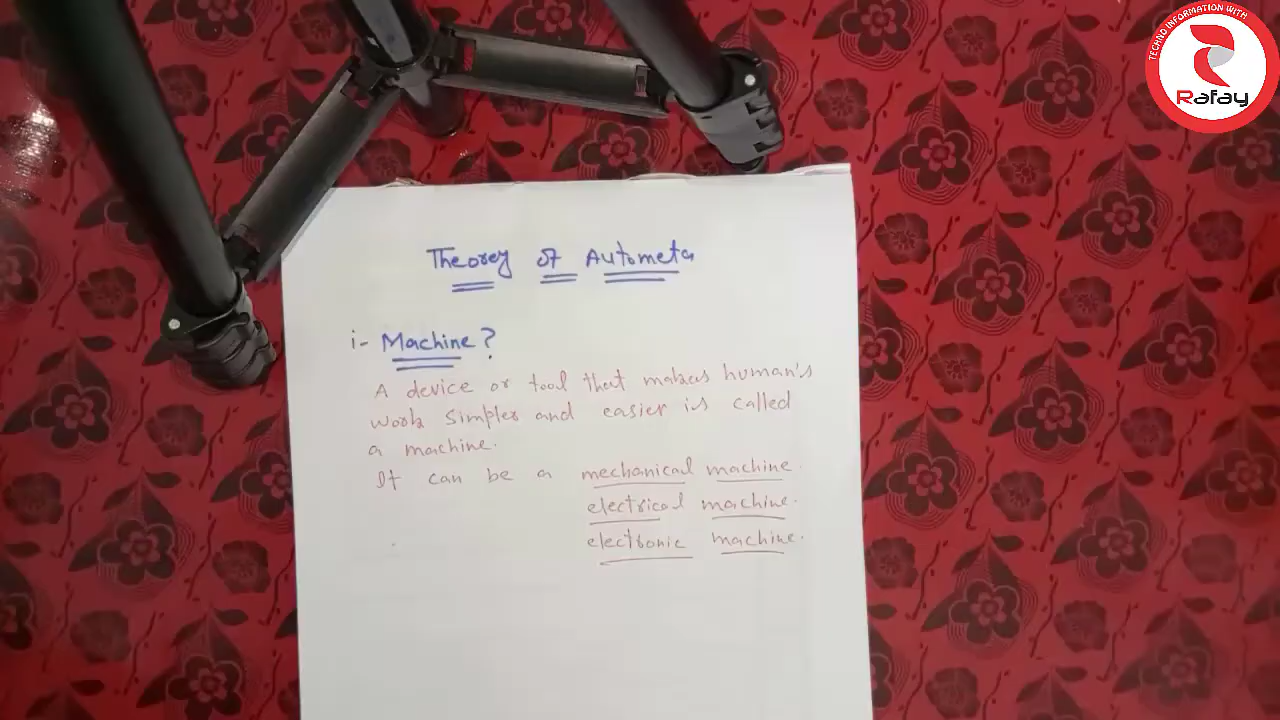 TECHNO INFORMATION WITH
Rafay
Theorey of Autometa
i- Machine?
A device or tool that makes human's
work simpler and easier is called
a machine.
It can be a mechanical machine.
electrical machine.
electronic machine.